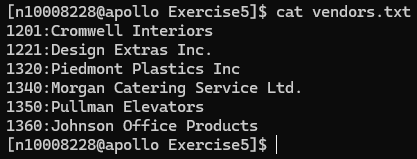 [n10008228@apollo Exercise5]$ cat vendors.txt
1201:Cromwell Interiors
1221:Design Extras Inc.
1320:Piedmont Plastics Inc
1340:Morgan Catering Service Ltd.
1350:Pullman Elevators
1360:Johnson Office Products
[n10008228@apollo Exercise5]$